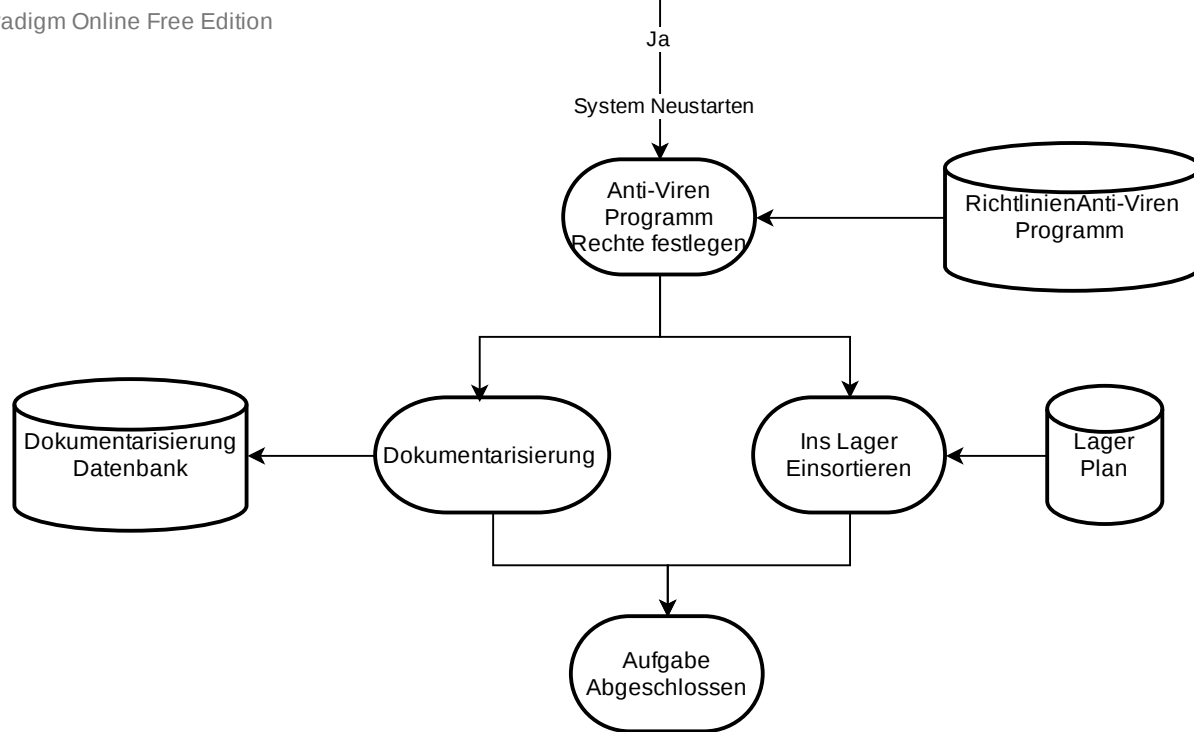 adigm Online Free Edition
Ja
System Neustarten
Anti-Viren
Programm
Rechte festlegen
RichtlinienAnti-Viren
Programm
Dokumentarisierung
Datenbank
Dokumentarisierung
Ins Lager
Einsortieren
Lager
Plan
Aufgabe
Abgeschlossen